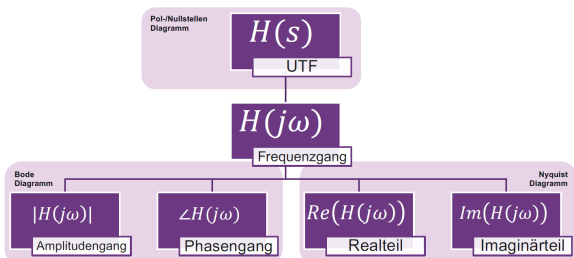 Pol-/Nullstellen
Diagramm
H(s)
UTF
H(jω)
Frequenzgang
Bode
Diagramm
Nyquist
Diagramm
|H(jω)|
Amplitudengang
∠H(jω)
Phasengang
Re(H(jω))
Realteil
Im(H(jω))
Imaginärteil